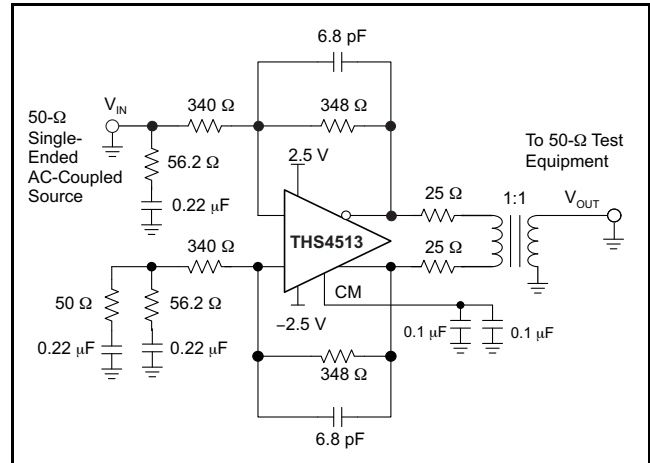 6.8 pF
50-Ω
Single-
Ended
AC-Coupled
Source
V_IN
340 Ω
348 Ω
56.2 Ω
0.22 μF
2.5 V
THS4513
To 50-Ω Test
Equipment
25 Ω
1:1
V_OUT
25 Ω
340 Ω
CM
−2.5 V
50 Ω
56.2 Ω
0.22 μF
0.22 μF
0.1 μF
0.1 μF
348 Ω
6.8 pF